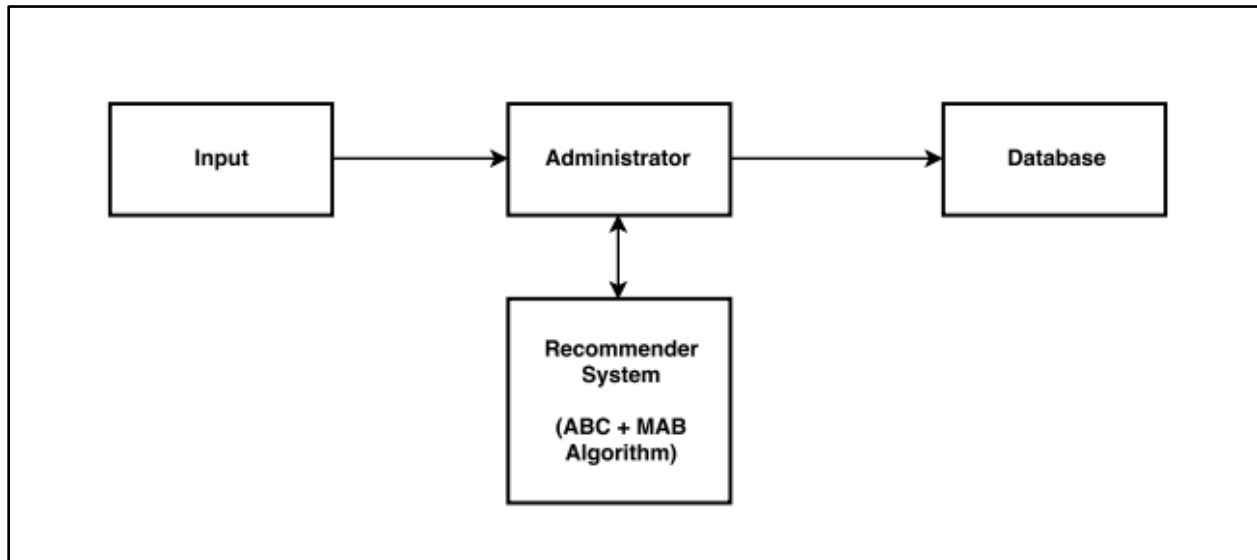 Input
Administrator
Database
Recommender
System
(ABC + MAB
Algorithm)